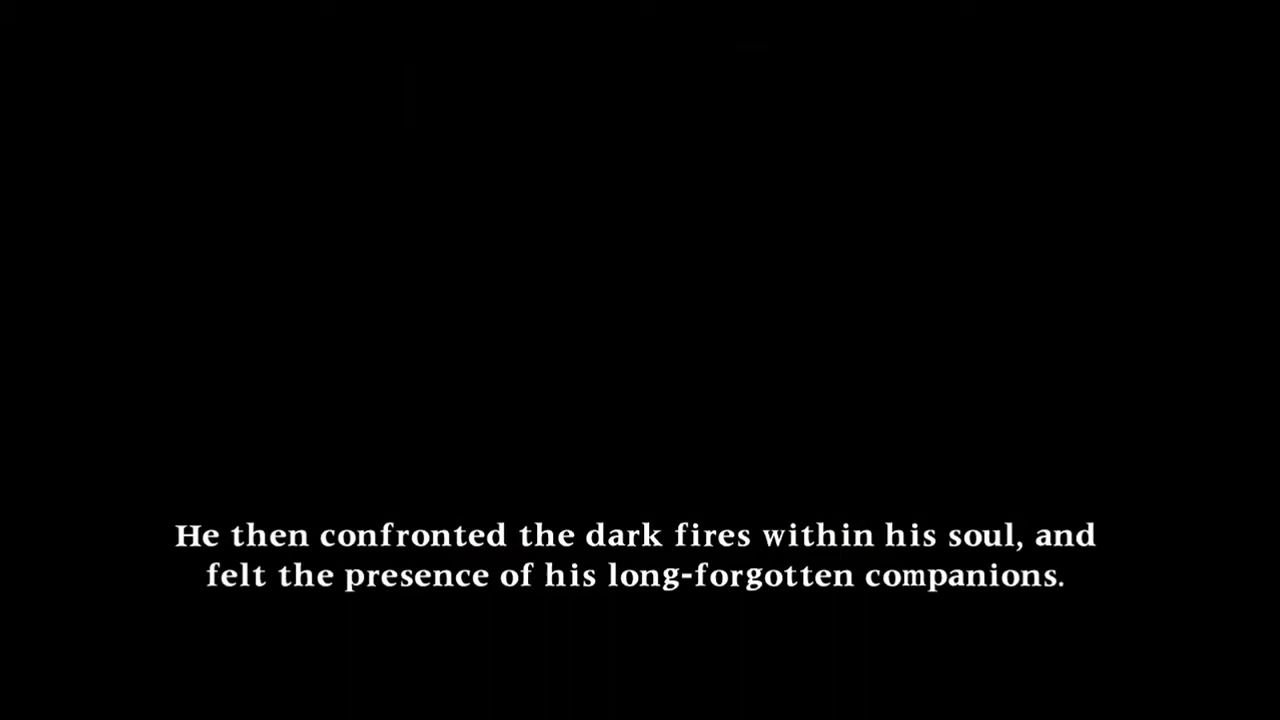 He then confronted the dark fires within his soul, and
felt the presence of his long-forgotten companions.